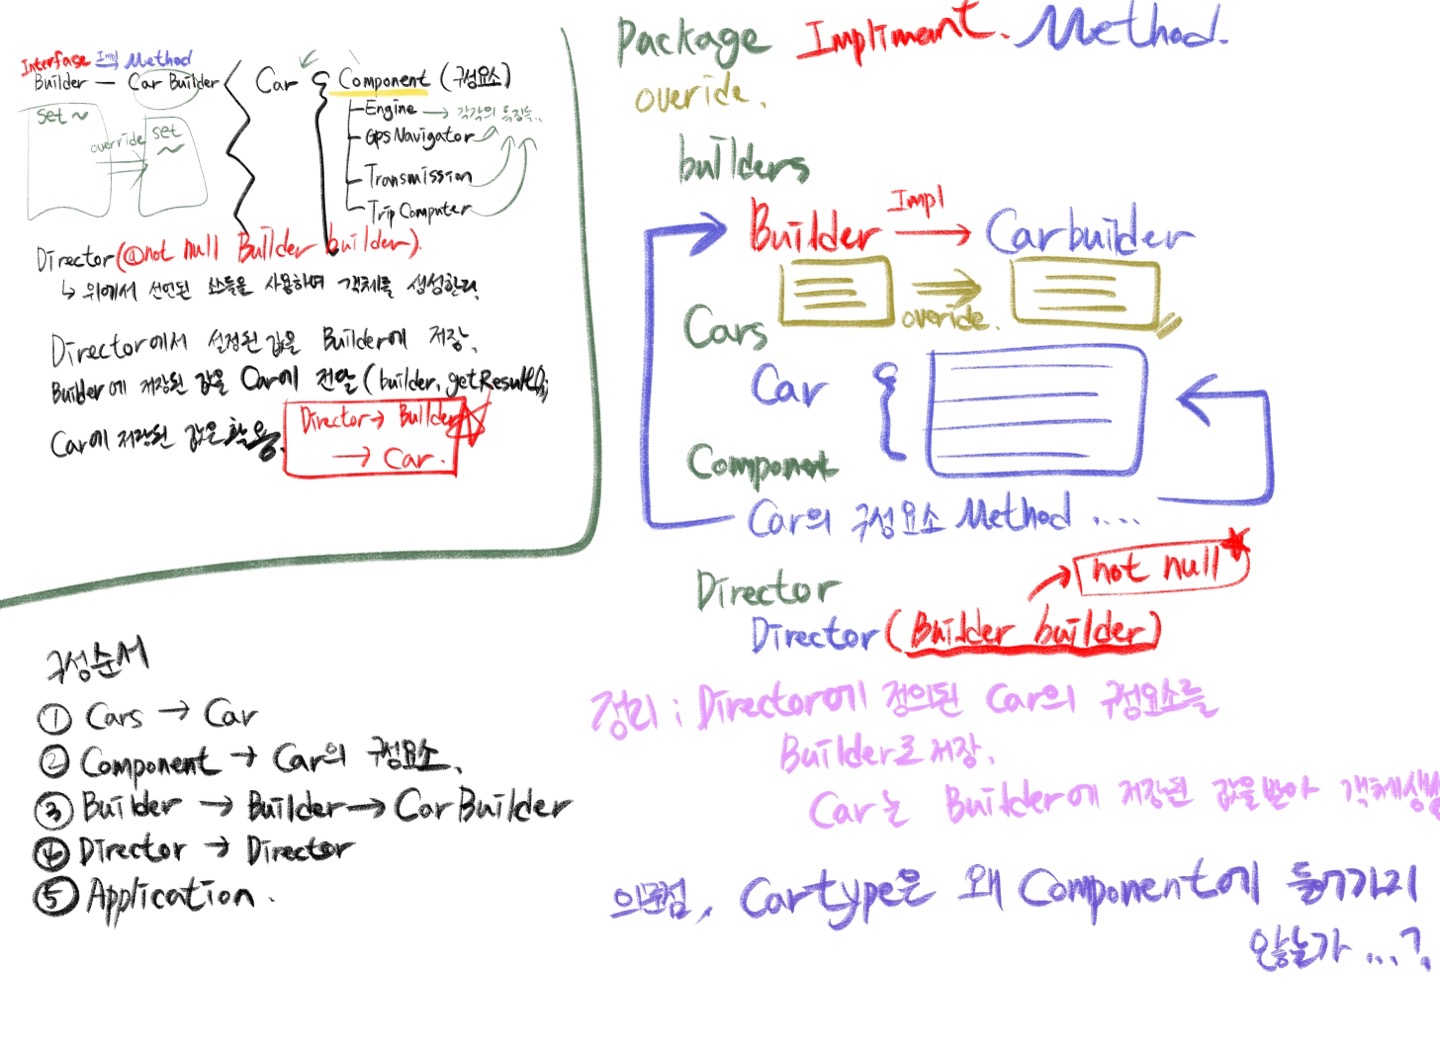 Interfase Impl Method
Builder — Car Builder
Car
Component (구성요소)
set ~
override
set ~
Engine → 각각의 특징들..
GpsNavigator
Transmission
Trip Computer
Director(@not null Builder builder).
↳ 위에서 선언된 소들을 사용하며 객체를 생성한다.
Director에서 설정된 값을 Builder에 저장.
Builder에 저장된 값을 Car에 전달 (builder.getResult();
Car에 저장된 값을 활용.
Director → Builder
→ Car.
구성순서
① Cars → Car
② Component → Car의 구성요소.
③ Builder → Builder → CarBuilder
④ Director → Director
⑤ Application.
Package Impliment. Method.
overide.
builders
Builder Impl → Carbuilder
overide.
Cars
Car
Component
Car의 구성요소 Method ....
not null
Director
Director(Builder builder)
정리 ; Director에 정의된 Car의 구성요소를
Builder로 저장.
Car는 Builder에 저장된 값을 받아 객체생성
의문점, Cartype은 왜 Component에 들어가지
않는가 ...?